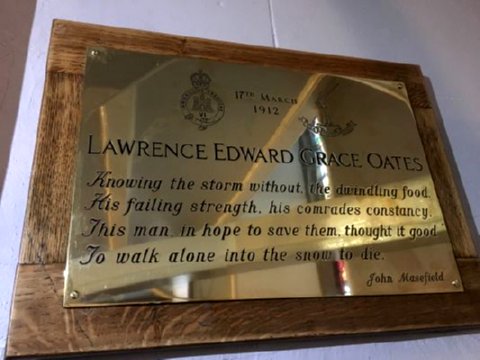 17TH MARCH
1912
VI
LAWRENCE EDWARD GRACE OATES
Knowing the storm without, the dwindling food,
His failing strength, his comrades constancy,
This man, in hope to save them, thought it good
To walk alone into the snow to die.
John Masefield